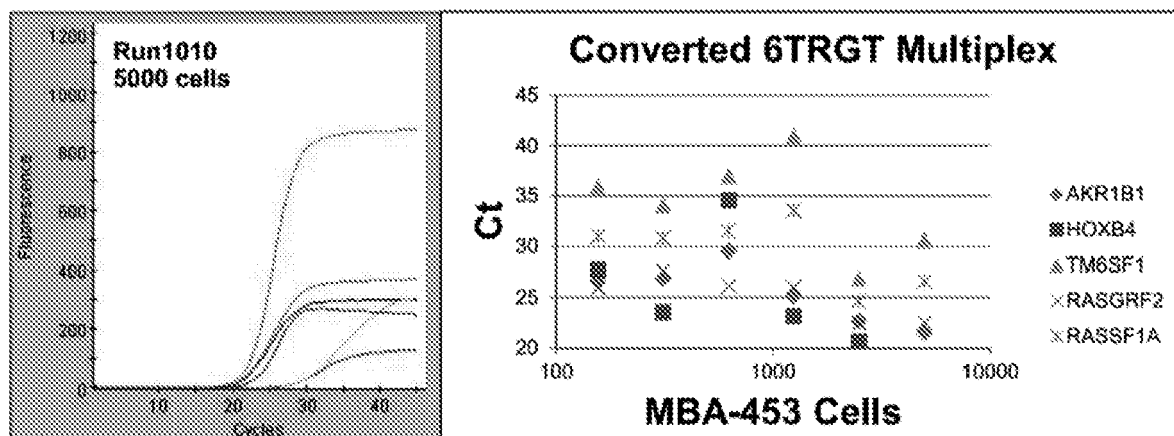 Run1010
5000 cells
1200
1000
800
600
400
200
0
Fluorescence
10
20
30
40
Cycles
Converted 6TRGT Multiplex
45
40
35
30
25
20
Ct
100
1000
10000
MBA-453 Cells
AKR1B1
HOXB4
TM6SF1
RASGRF2
RASSF1A